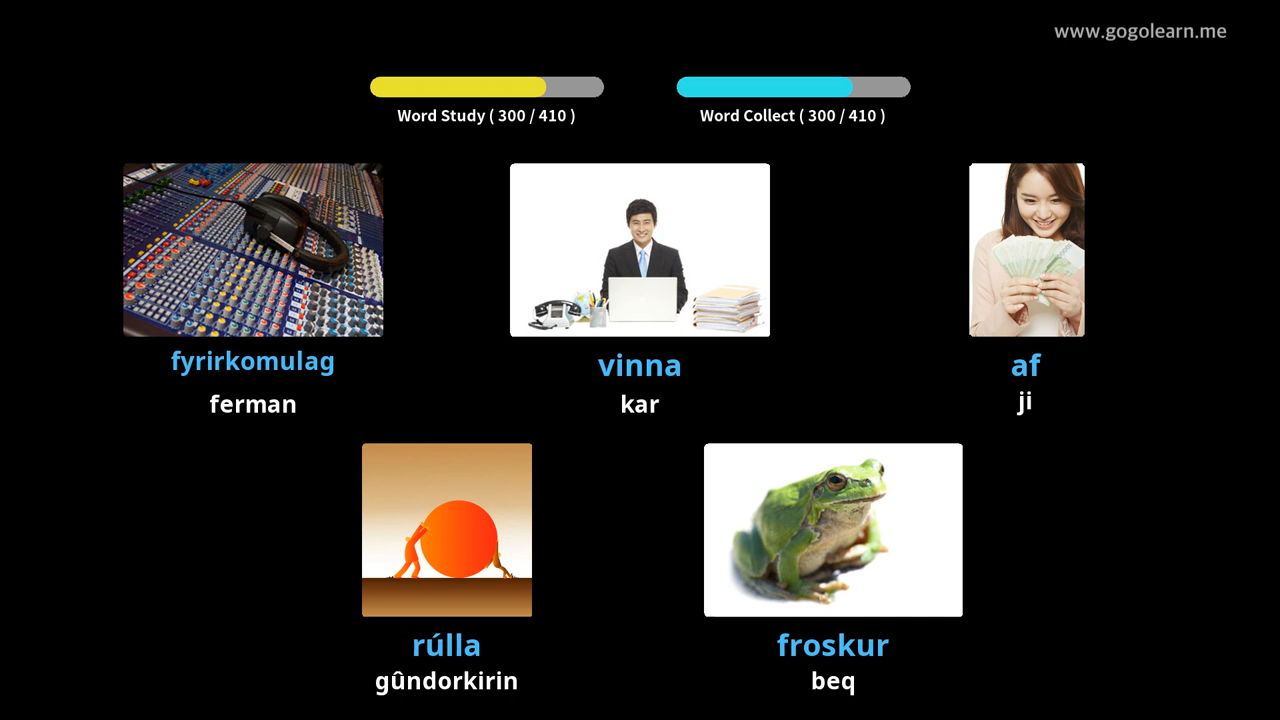 www.gogolearn.me
Word Study ( 300 / 410 )
Word Collect ( 300 / 410 )
fyrirkomulag
ferman
vinna
kar
af
ji
rúlla
gûndorkirin
froskur
beq